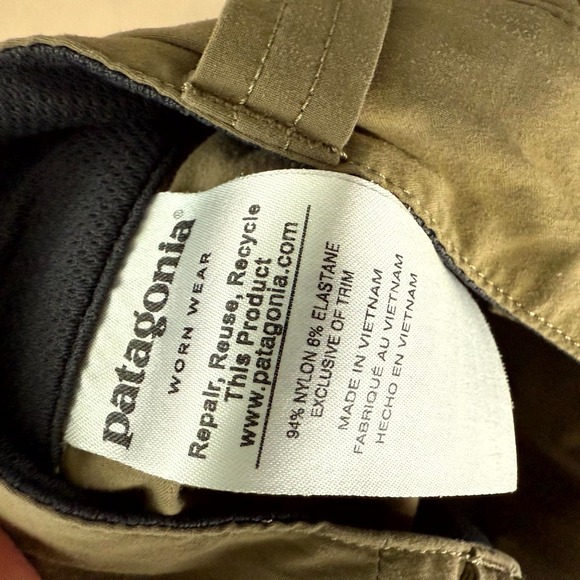 patagonia®
WORN WEAR
Repair, Reuse, Recycle
This Product
www.patagonia.com
94% NYLON 6% ELASTANE
EXCLUSIVE OF TRIM
MADE IN VIETNAM
FABRIQUÉ AU VIETNAM
HECHO EN VIETNAM